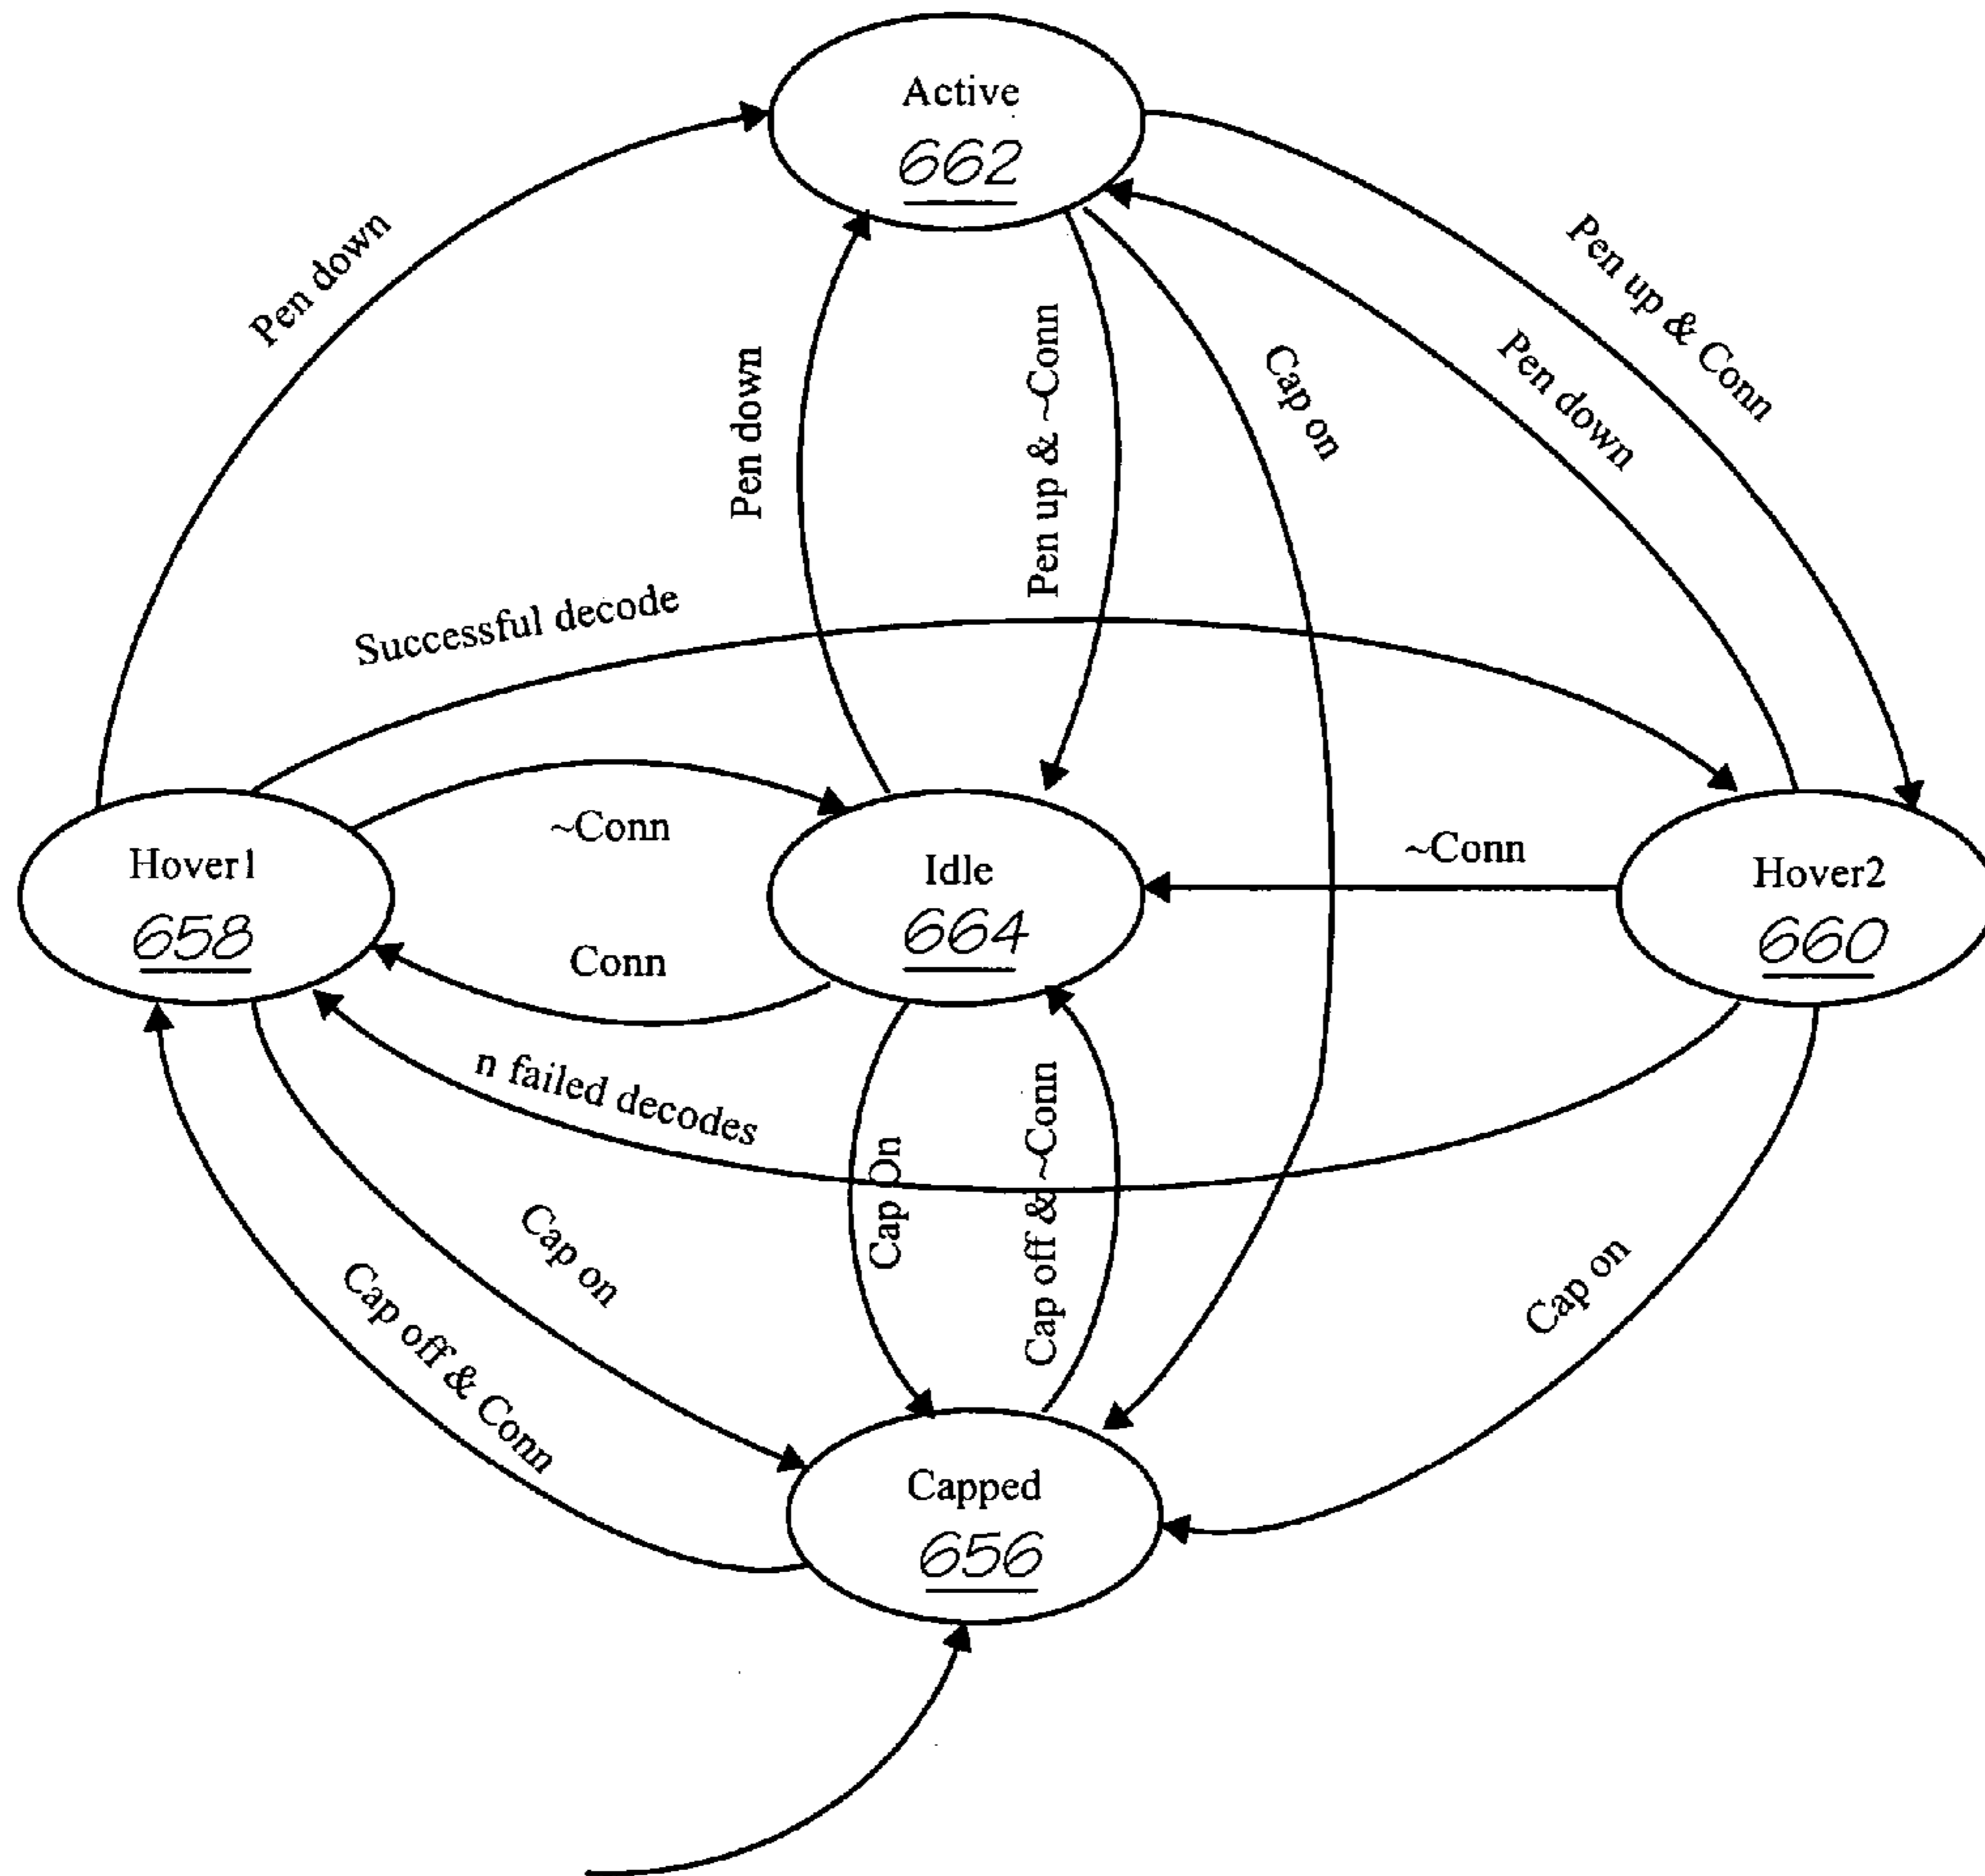 Active
662
Pen down
Pen up & Conn
Pen down
Cap on
Pen up & ~Conn
Pen down
Successful decode
~Conn
~Conn
Hover1
658
Idle
664
Hover2
660
Conn
n failed decodes
Cap On
Cap off & ~Conn
Cap on
Cap off & Conn
Cap on
Capped
656